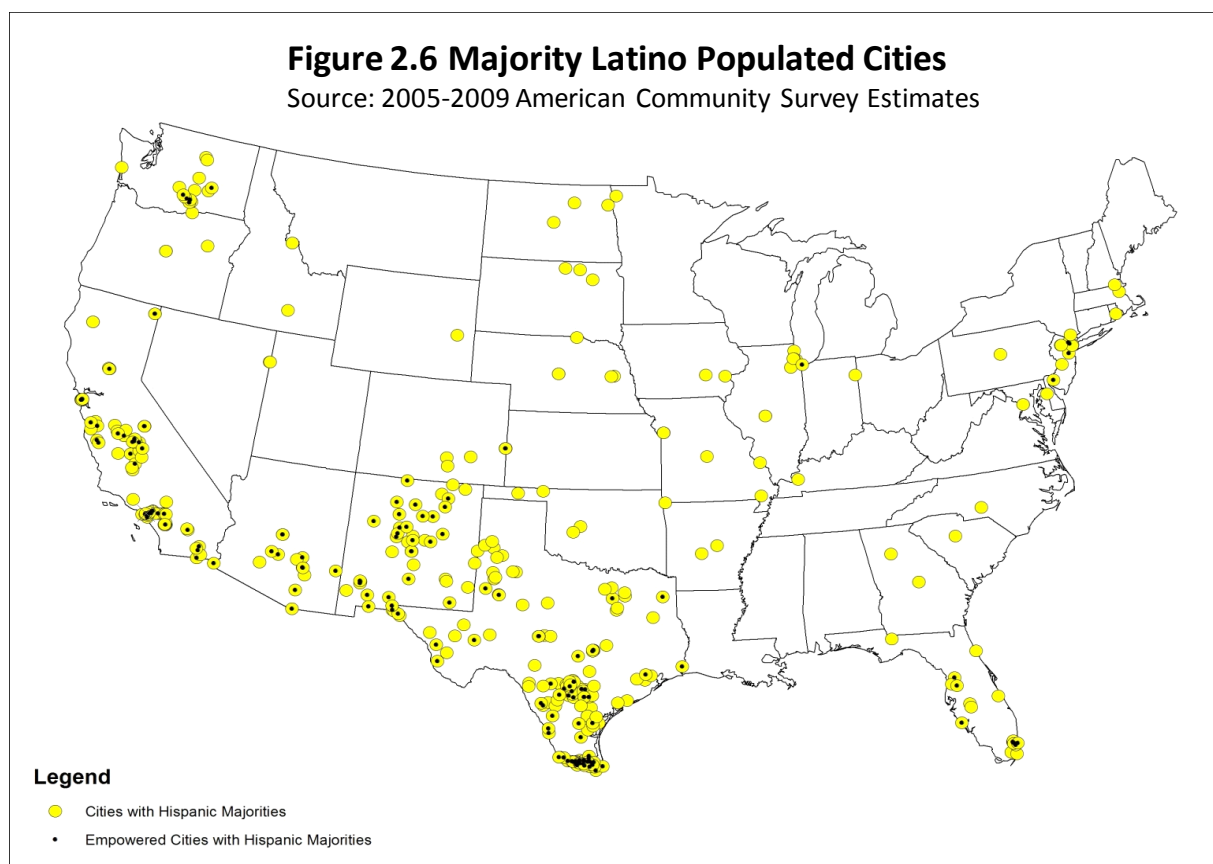 Figure 2.6 Majority Latino Populated Cities
Source: 2005-2009 American Community Survey Estimates
Legend
Cities with Hispanic Majorities
Empowered Cities with Hispanic Majorities